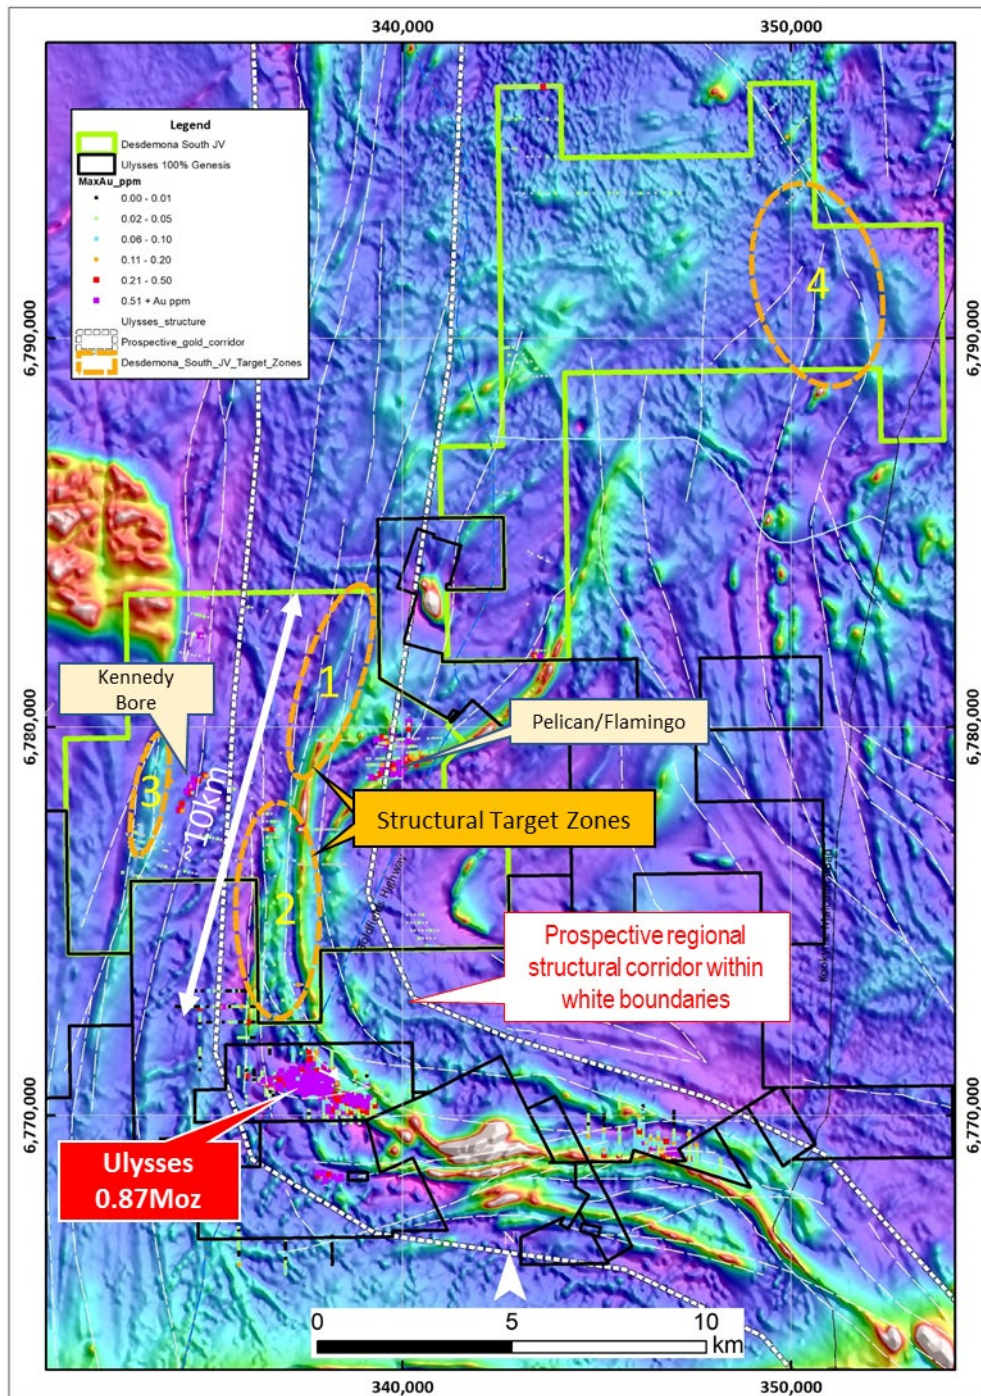 340,000
350,000
Legend
Desdemona South JV
Ulysses 100% Genesis
MaxAu_ppm
0.00 - 0.01
0.02 - 0.05
0.06 - 0.10
0.11 - 0.20
0.21 - 0.50
0.51 + Au ppm
Ulysses_structure
Prospective_gold_corridor
Desdemona_South_JV_Target_Zones
4
6,790,000
6,790,000
Kennedy
Bore
1
Pelican/Flamingo
6,780,000
6,780,000
3
~10km
Structural Target Zones
2
Highway
Prospective regional
structural corridor within
white boundaries
6,770,000
6,770,000
Ulysses
0.87Moz
N
0
5
10
km
340,000
350,000